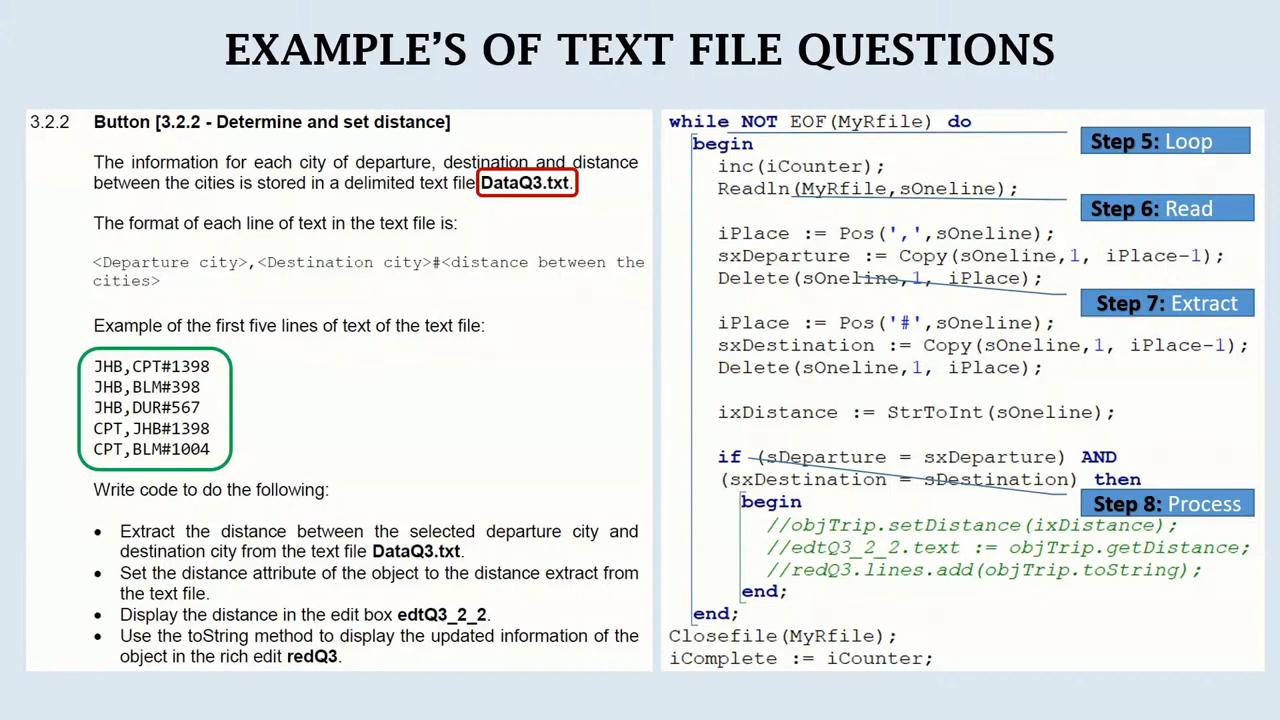 EXAMPLE'S OF TEXT FILE QUESTIONS
3.2.2 Button [3.2.2 - Determine and set distance]
The information for each city of departure, destination and distance
between the cities is stored in a delimited text file DataQ3.txt.
The format of each line of text in the text file is:
<Departure city>,<Destination city>#<distance between the
cities>
Example of the first five lines of text of the text file:
JHB,CPT#1398
JHB,BLM#398
JHB,DUR#567
CPT,JHB#1398
CPT,BLM#1004
Write code to do the following:
• Extract the distance between the selected departure city and
destination city from the text file DataQ3.txt.
• Set the distance attribute of the object to the distance extract from
the text file.
• Display the distance in the edit box edtQ3_2_2.
• Use the toString method to display the updated information of the
object in the rich edit redQ3.
while NOT EOF(MyRfile) do
begin
inc(iCounter);
Readln(MyRfile,sOneline);
iPlace := Pos(',',sOneline);
sxDeparture := Copy(sOneline,1, iPlace-1);
Delete(sOneline,1, iPlace);
iPlace := Pos('#',sOneline);
sxDestination := Copy(sOneline,1, iPlace-1);
Delete(sOneline,1, iPlace);
ixDistance := StrToInt(sOneline);
if (sDeparture = sxDeparture) AND
(sxDestination = sDestination) then
begin
//objTrip.setDistance(ixDistance);
//edtQ3_2_2.text := objTrip.getDistance;
//redQ3.lines.add(objTrip.toString);
end;
end;
Closefile(MyRfile);
iComplete := iCounter;
Step 5: Loop
Step 6: Read
Step 7: Extract
Step 8: Process